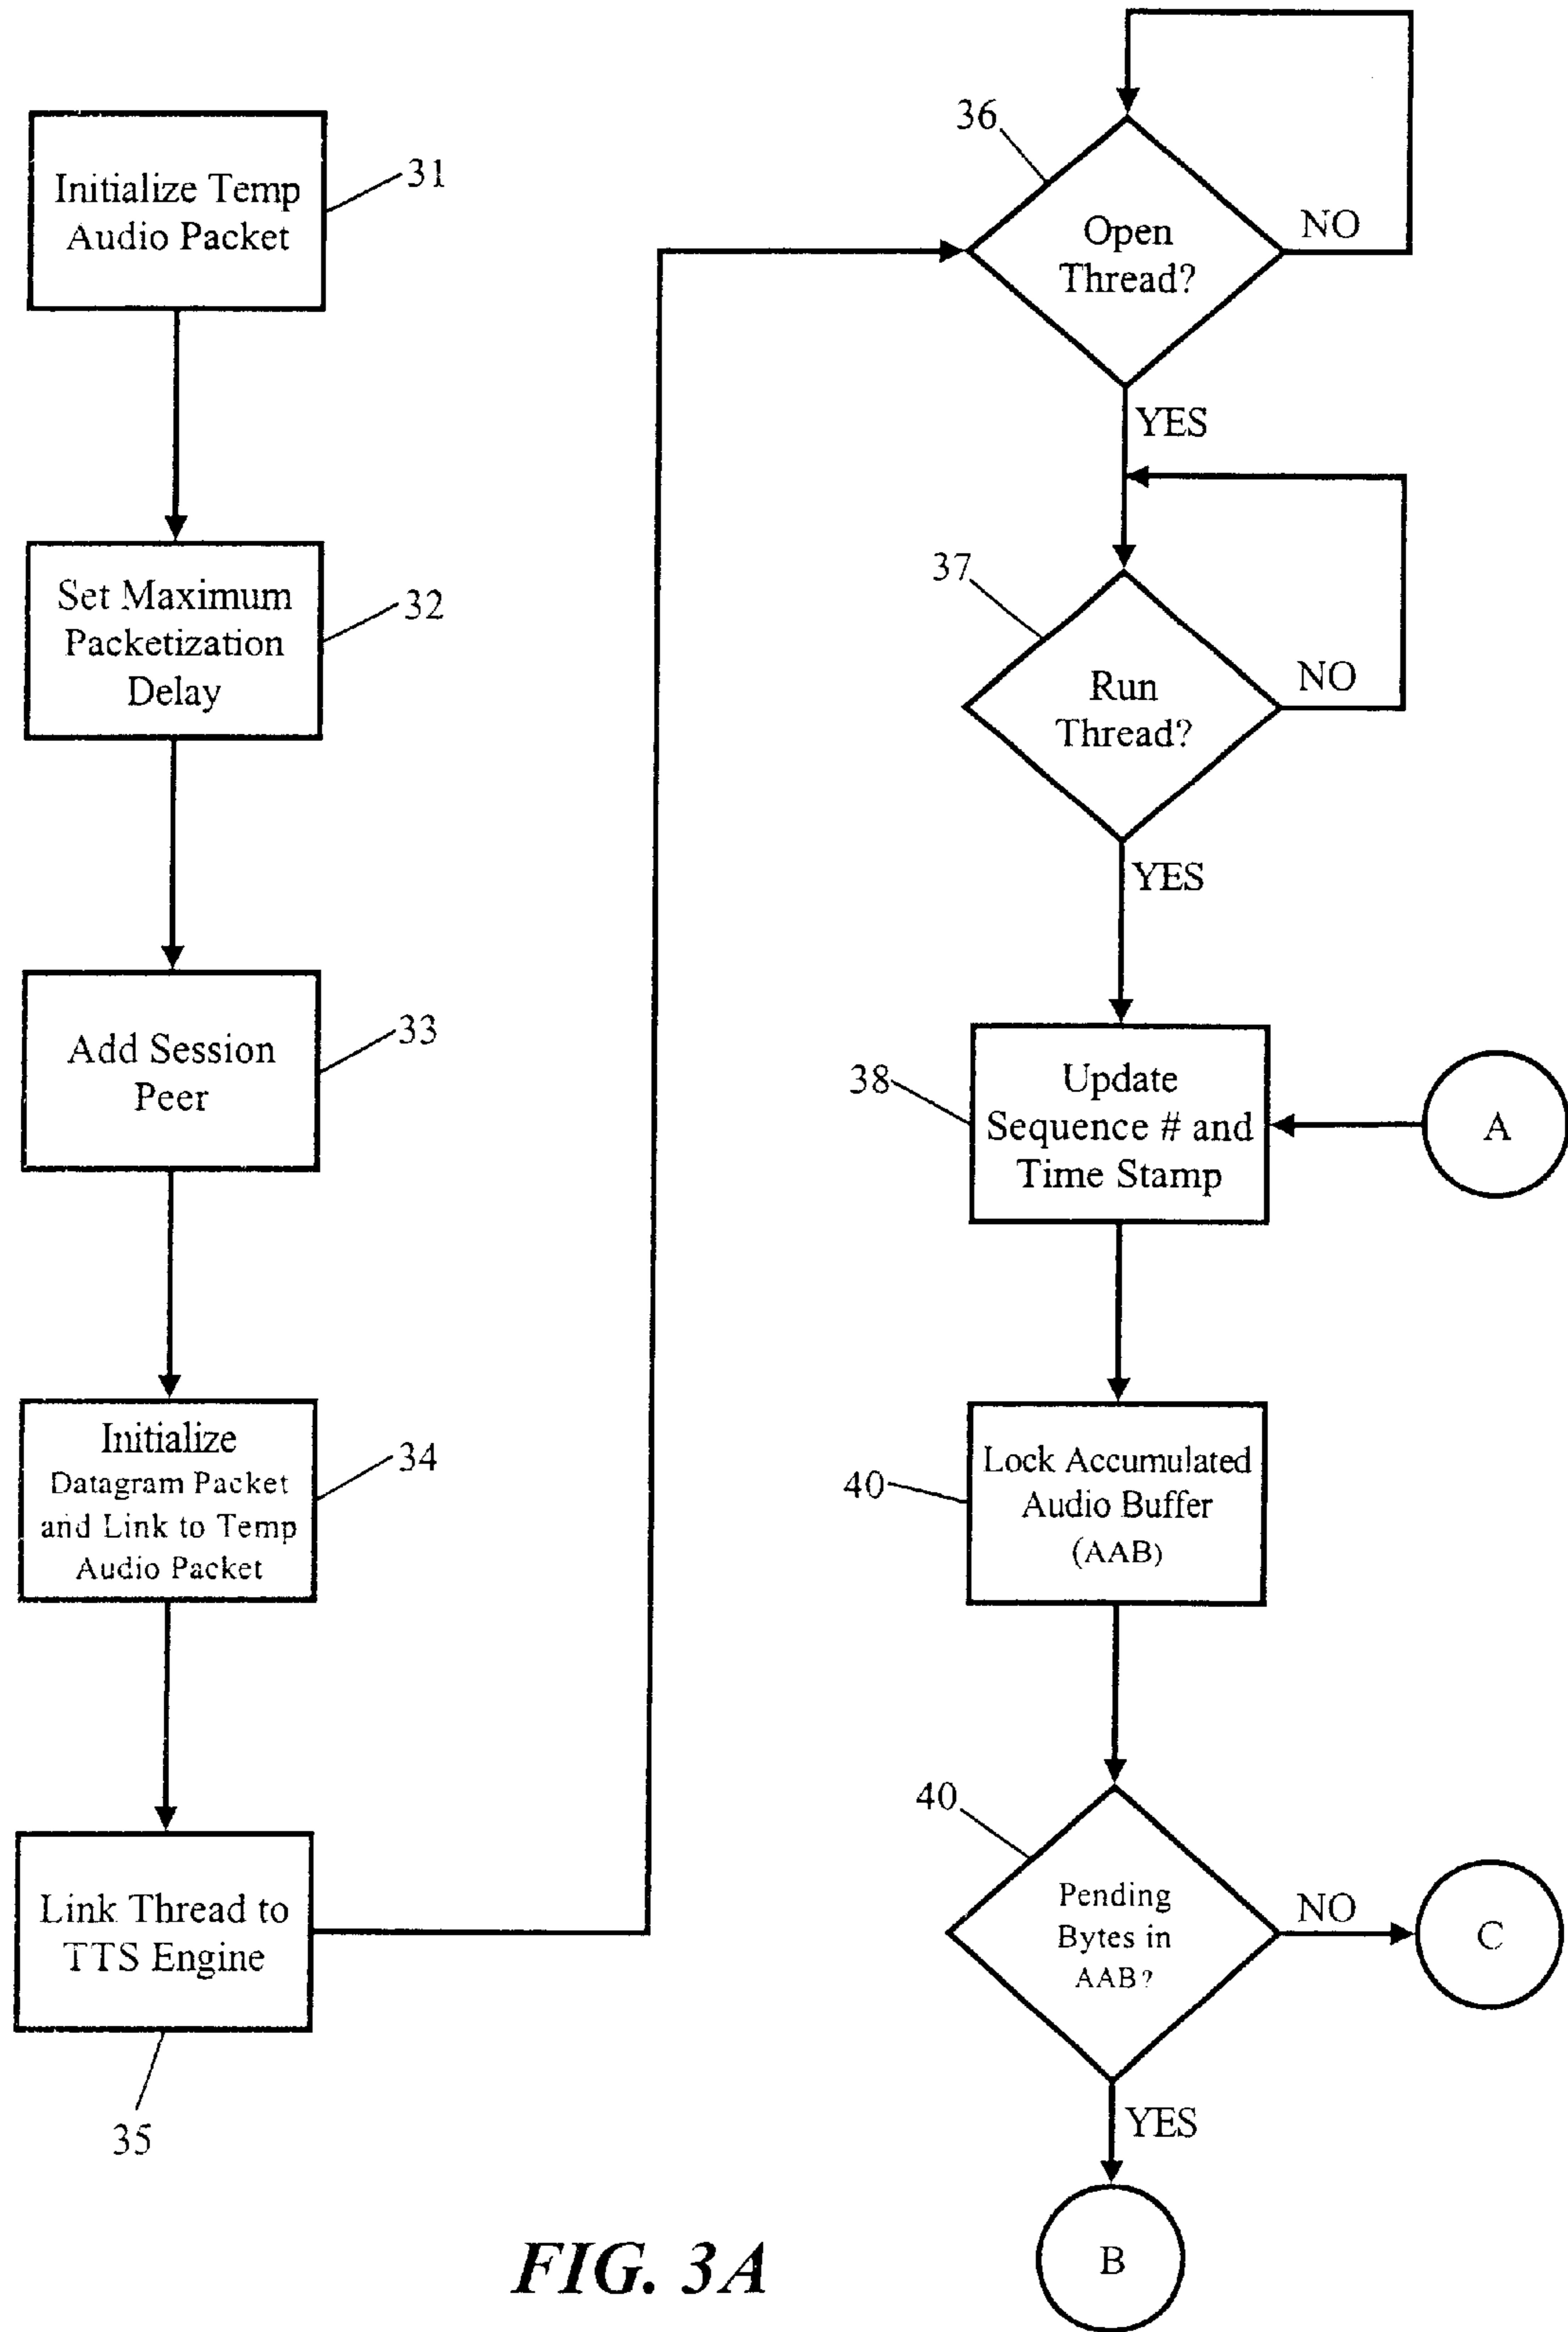 Initialize Temp
Audio Packet
31
Set Maximum
Packetization
Delay
32
Add Session
Peer
33
Initialize
Datagram Packet
and Link to Temp
Audio Packet
34
Link Thread to
TTS Engine
35
36
Open
Thread?
NO
YES
37
Run
Thread?
NO
YES
38
Update
Sequence # and
Time Stamp
A
40
Lock Accumulated
Audio Buffer
(AAB)
40
Pending
Bytes in
AAB?
NO
C
YES
B
FIG. 3A